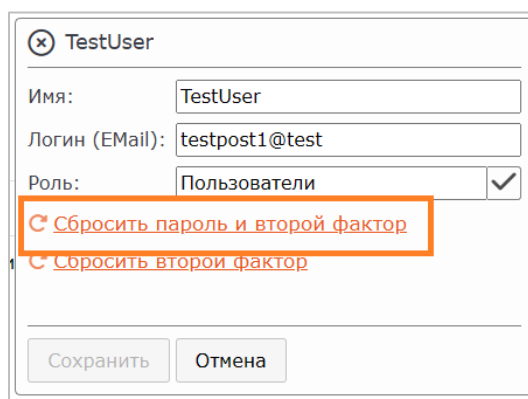 TestUser
Имя: TestUser
Логин (EMail): testpost1@test
Роль: Пользователи
Сбросить пароль и второй фактор
Сбросить второй фактор
Сохранить Отмена